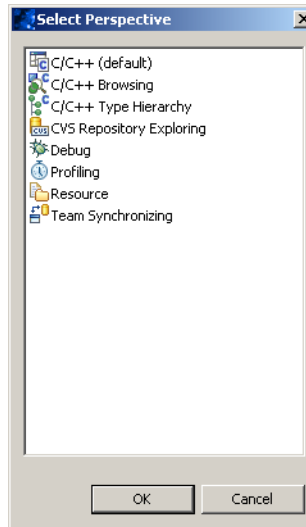 Select Perspective
C/C++ (default)
C/C++ Browsing
C/C++ Type Hierarchy
CVS Repository Exploring
Debug
Profiling
Resource
Team Synchronizing
OK Cancel